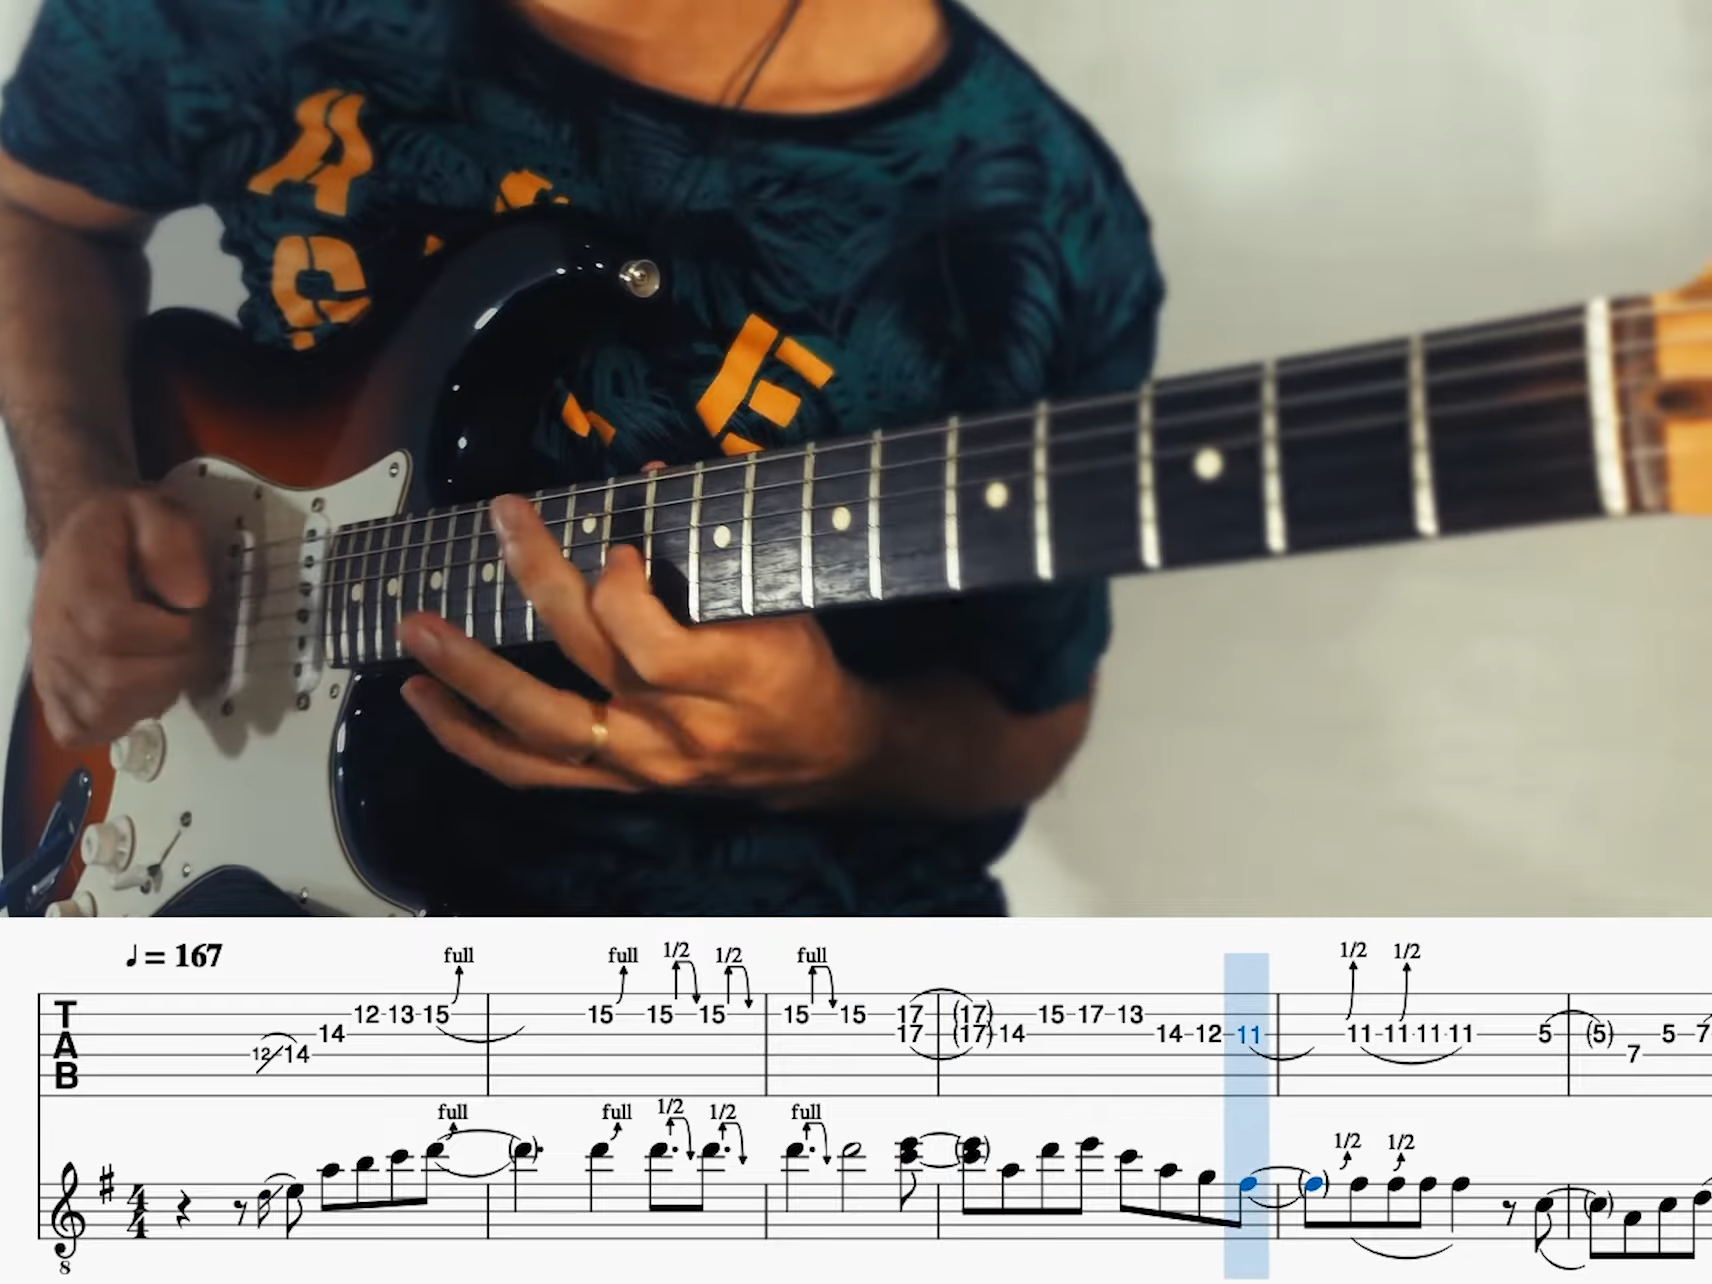 A
C
E
♩ = 167
full full 1/2 1/2 full 1/2 1/2
T
A
B
12 13 15 15 15 15 15 15 17 (17) 15 17 13
14 17 (17) 14 14 12 11 11 11 11 11 5 (5) 5 7
12 14 7
full full 1/2 1/2 full 1/2 1/2
4
4
8